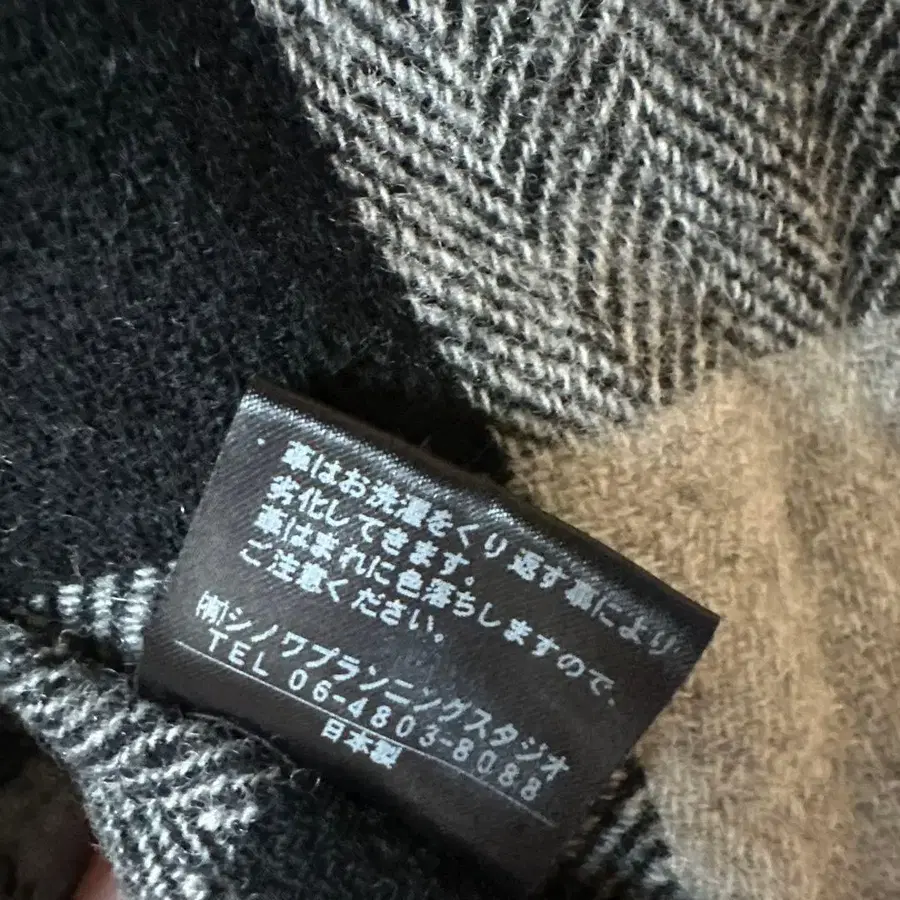 革はお洗濯をくり返す事により
劣化してきます。
革はまれに色落ちしますので、
ご注意ください。
㈲シノワプランニングスタジオ
TEL 06-4803-8088
日本製